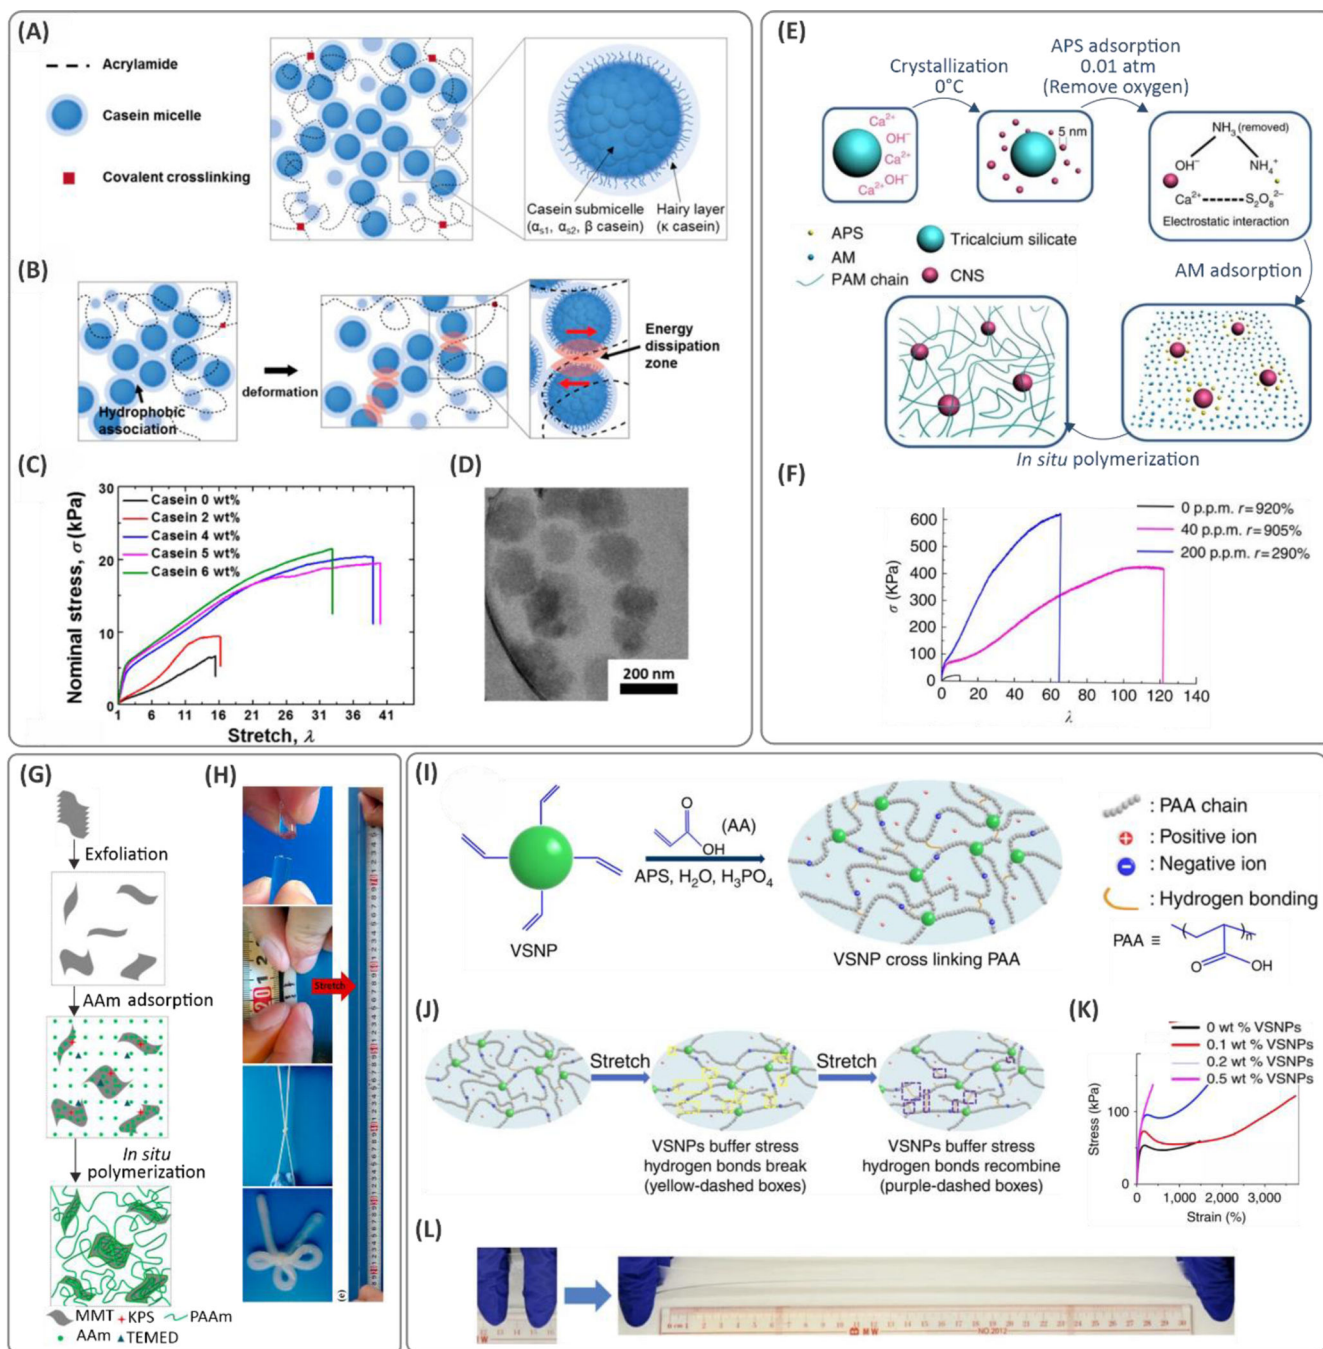 (A)
Acrylamide
Casein micelle
Covalent crosslinking
Casein submicelle
(αs1, αs2, β casein)
Hairy layer
(κ casein)
(B)
Hydrophobic
association
deformation
Energy
dissipation
zone
(C)
Nominal stress, σ (kPa)
30
20
10
0
Casein 0 wt%
Casein 2 wt%
Casein 4 wt%
Casein 5 wt%
Casein 6 wt%
1 6 11 16 21 26 31 36 41
Stretch, λ
(D)
200 nm
(E)
Crystallization
0°C
APS adsorption
0.01 atm
(Remove oxygen)
Ca²⁺
OH⁻
Ca²⁺
Ca²⁺OH⁻
5 nm
NH₃ (removed)
OH⁻
NH₄⁺
Ca²⁺
S₂O₈²⁻
Electrostatic interaction
APS
AM
PAM chain
Tricalcium silicate
CNS
AM adsorption
In situ polymerization
(F)
σ (KPa)
600
500
400
300
200
100
0
0 p.p.m. r=920%
40 p.p.m. r=905%
200 p.p.m. r=290%
0 20 40 60 80 100 120 140
λ
(G)
Exfoliation
AAm adsorption
In situ
polymerization
MMT KPS PAAm
AAm TEMED
(H)
Stretch
(e)
(I)
VSNP
(AA)
OH
O
APS, H₂O, H₃PO₄
VSNP cross linking PAA
: PAA chain
: Positive ion
: Negative ion
: Hydrogen bonding
PAA ≡
n
O
OH
(J)
Stretch
VSNPs buffer stress
hydrogen bonds break
(yellow-dashed boxes)
Stretch
VSNPs buffer stress
hydrogen bonds recombine
(purple-dashed boxes)
(K)
0 wt % VSNPs
0.1 wt % VSNPs
0.2 wt % VSNPs
0.5 wt % VSNPs
Stress (kPa)
100
0
0 1,000 2,000 3,000
Strain (%)
(L)
NO.2012